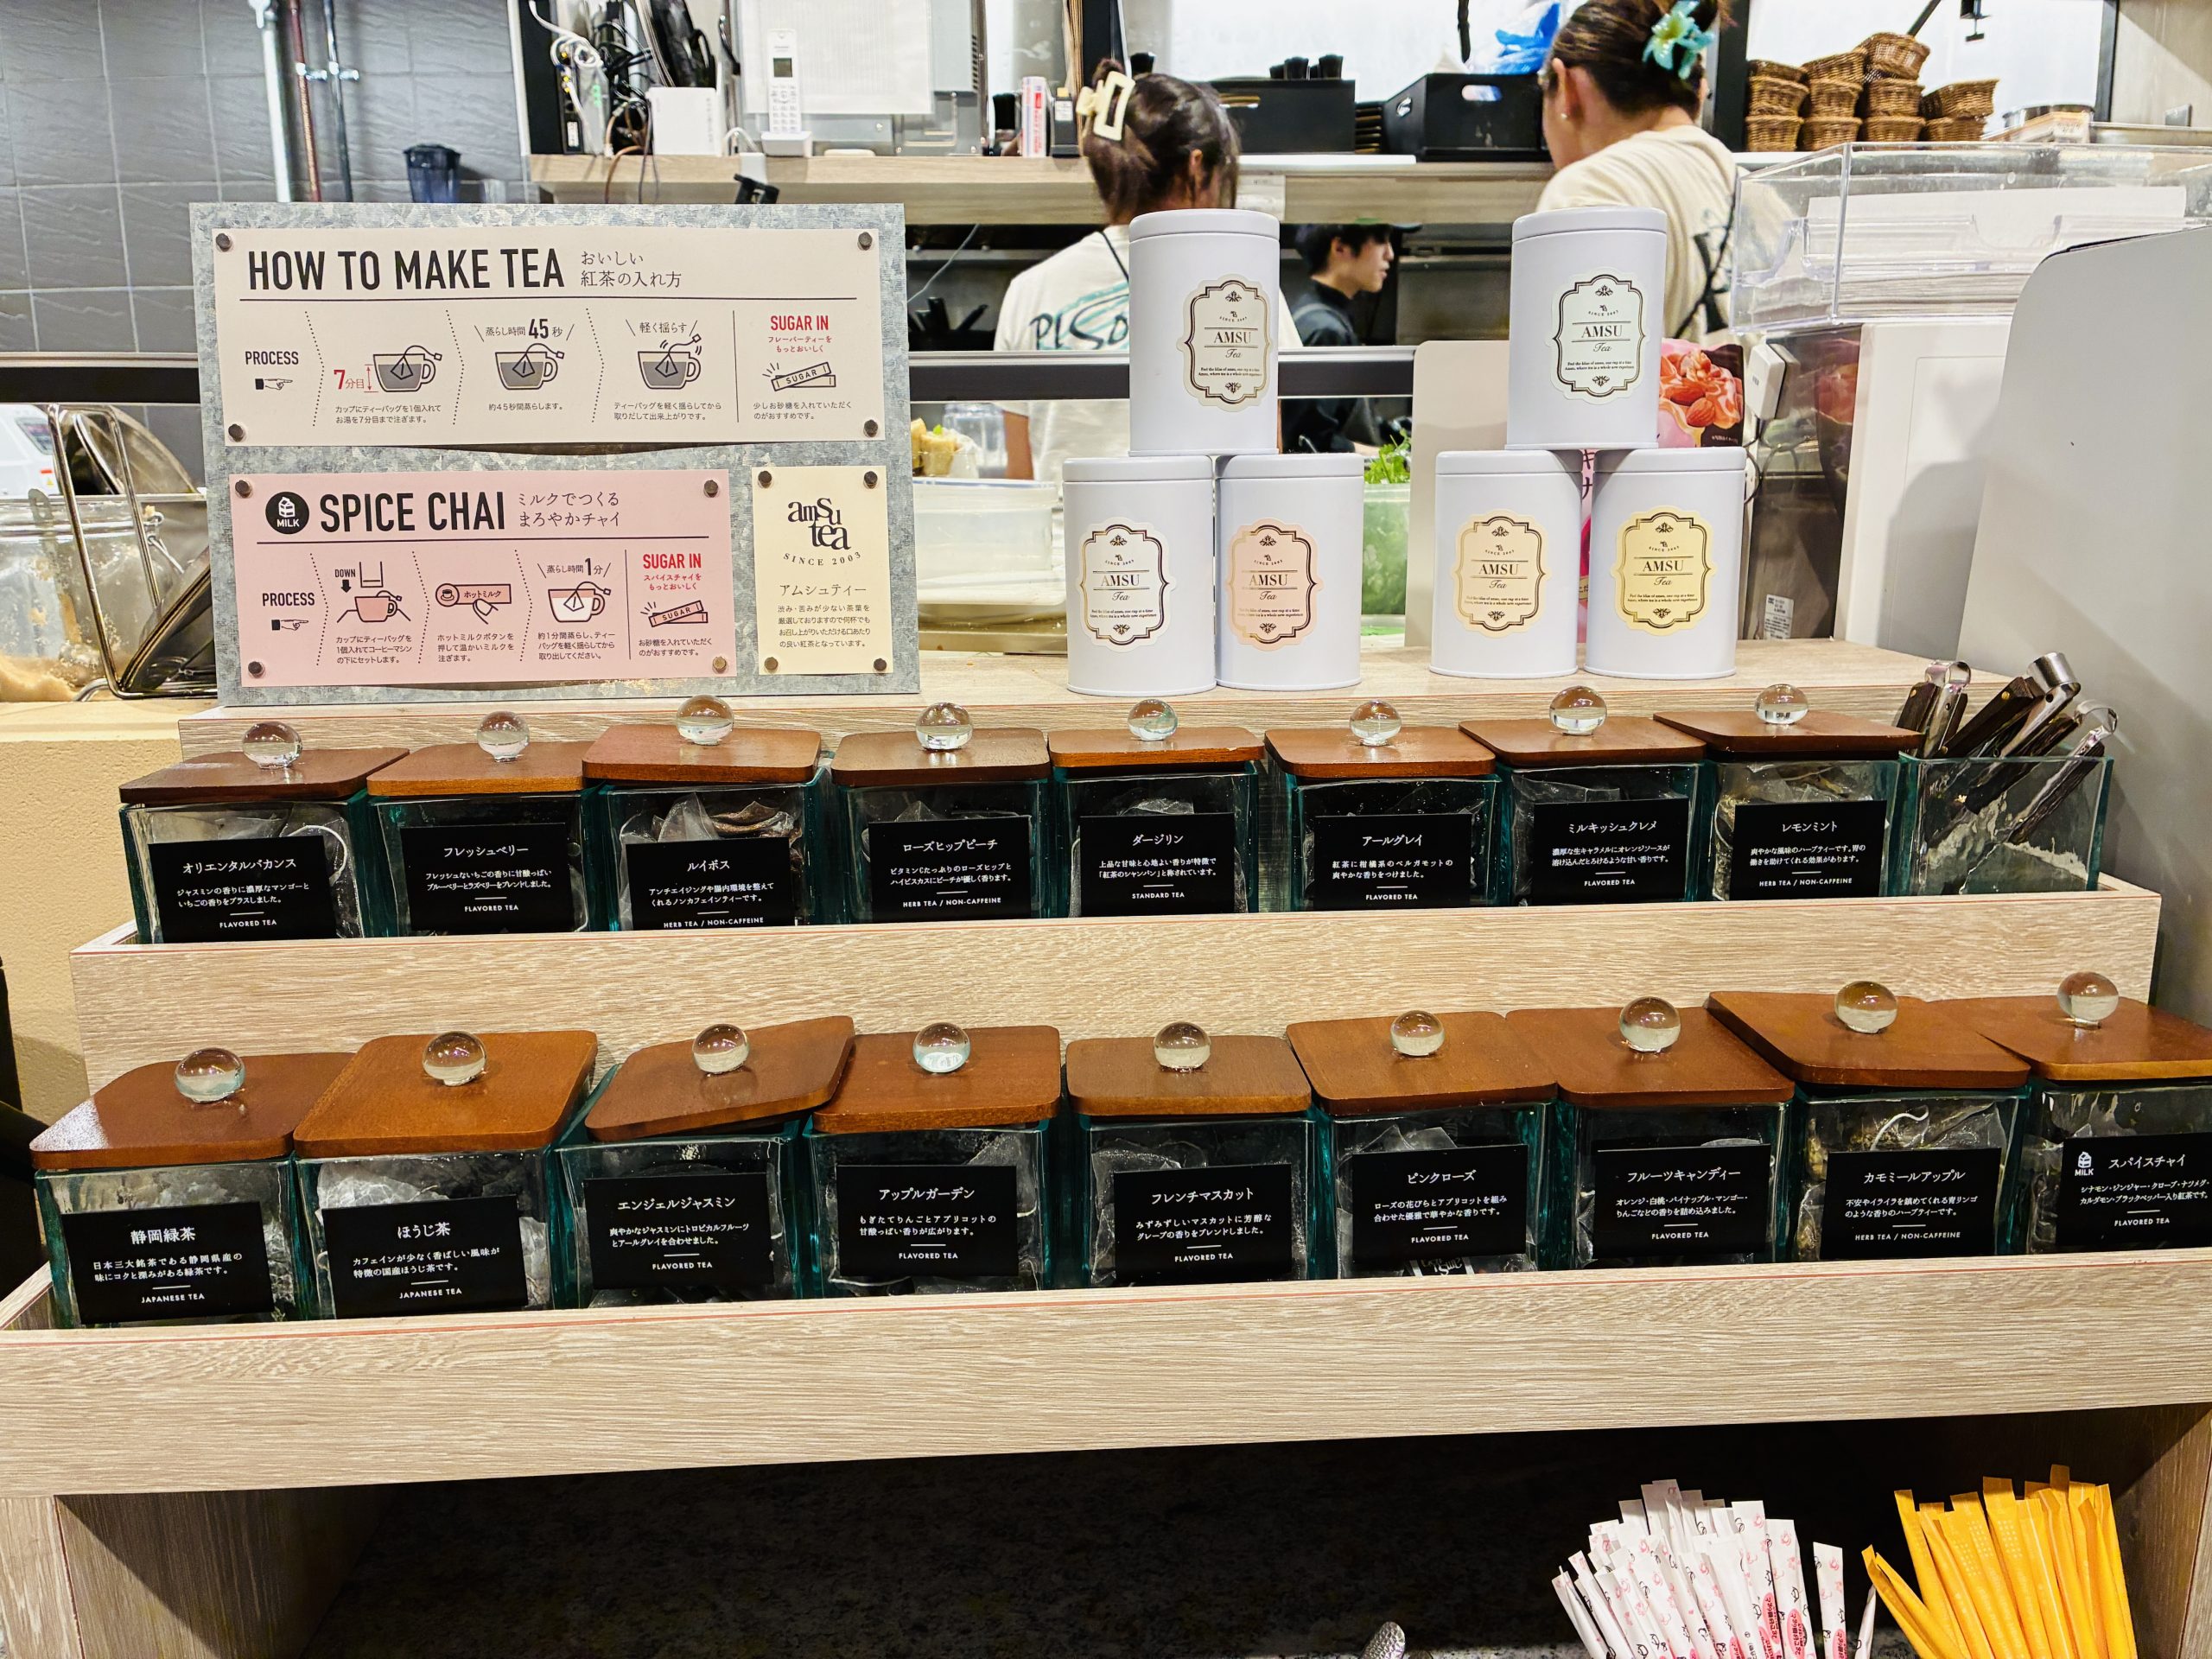 HOW TO MAKE TEA
おいしい
紅茶の入れ方
PROCESS
7分目
カップにティーバッグを1個入れて
お湯を7分目まで注ぎます。
蒸らし時間 45 秒
約45秒間蒸らします。
軽く揺らす
ティーバッグを軽く揺らしてから
取りだして出来上がりです。
SUGAR IN
フレーバーティーを
もっとおいしく
SUGAR
少しお砂糖を入れていただく
のがおすすめです。
MILK
SPICE CHAI
ミルクでつくる
まろやかチャイ
PROCESS
DOWN
カップにティーバッグを
1個入れてコーヒーマシン
の下にセットします。
ホットミルク
ホットミルクボタンを
押して温かいミルクを
注ぎます。
蒸らし時間 1 分
約1分間蒸らし、ティー
バッグを軽く揺らしてから
取り出してください。
SUGAR IN
スパイスチャイを
もっとおいしく
SUGAR
お砂糖を入れていただく
のがおすすめです。
amsu
tea
SINCE 2003
アムシュティー
渋み・苦みが少ない茶葉を
厳選しておりますので何杯でも
お召し上がりいただける口あたり
の良い紅茶となっています。
AMSU
Tea
AMSU
Tea
AMSU
Tea
AMSU
Tea
AMSU
Tea
AMSU
Tea
オリエンタルバカンス
ジャスミンの香りに濃厚なマンゴーと
いちごの香りをプラスしました。
FLAVORED TEA
フレッシュベリー
フレッシュないちごの香りに甘酸っぱい
ブルーベリーとラズベリーをブレンドしました。
FLAVORED TEA
ルイボス
アンチエイジングや腸内環境を整えて
くれるノンカフェインティーです。
HERB TEA / NON-CAFFEINE
ローズヒップピーチ
ビタミンCたっぷりのローズヒップと
ハイビスカスにピーチが優しく香ります。
HERB TEA / NON-CAFFEINE
ダージリン
上品な甘味と心地よい香りが特徴で
「紅茶のシャンパン」と称されています。
STANDARD TEA
アールグレイ
紅茶に柑橘系のベルガモットの
爽やかな香りをつけました。
FLAVORED TEA
ミルキッシュクレメ
濃厚な生キャラメルにオレンジソースが
溶け込んだとろけるような甘い香りです。
FLAVORED TEA
レモンミント
爽やかな風味のハーブティーです。胃の
働きを助けてくれる効果があります。
HERB TEA / NON-CAFFEINE
静岡緑茶
日本三大銘茶である静岡県産の
味にコクと深みがある緑茶です。
JAPANESE TEA
ほうじ茶
カフェインが少なく香ばしい風味が
特徴の国産ほうじ茶です。
JAPANESE TEA
エンジェルジャスミン
爽やかなジャスミンにトロピカルフルーツ
とアールグレイを合わせました。
FLAVORED TEA
アップルガーデン
もぎたてりんごとアプリコットの
甘酸っぱい香りが広がります。
FLAVORED TEA
フレンチマスカット
みずみずしいマスカットに芳醇な
グレープの香りをブレンドしました。
FLAVORED TEA
ピンクローズ
ローズの花びらとアプリコットを組み
合わせた優雅で華やかな香りです。
FLAVORED TEA
フルーツキャンディー
オレンジ・白桃・パイナップル・マンゴー・
りんごなどの香りを詰め込みました。
FLAVORED TEA
カモミールアップル
不安やイライラを鎮めてくれる青リンゴ
のような香りのハーブティーです。
HERB TEA / NON-CAFFEINE
MILK
スパイスチャイ
シナモン・ジンジャー・クローブ・ナツメグ・
カルダモン・ブラックペッパー入り紅茶です。
FLAVORED TEA